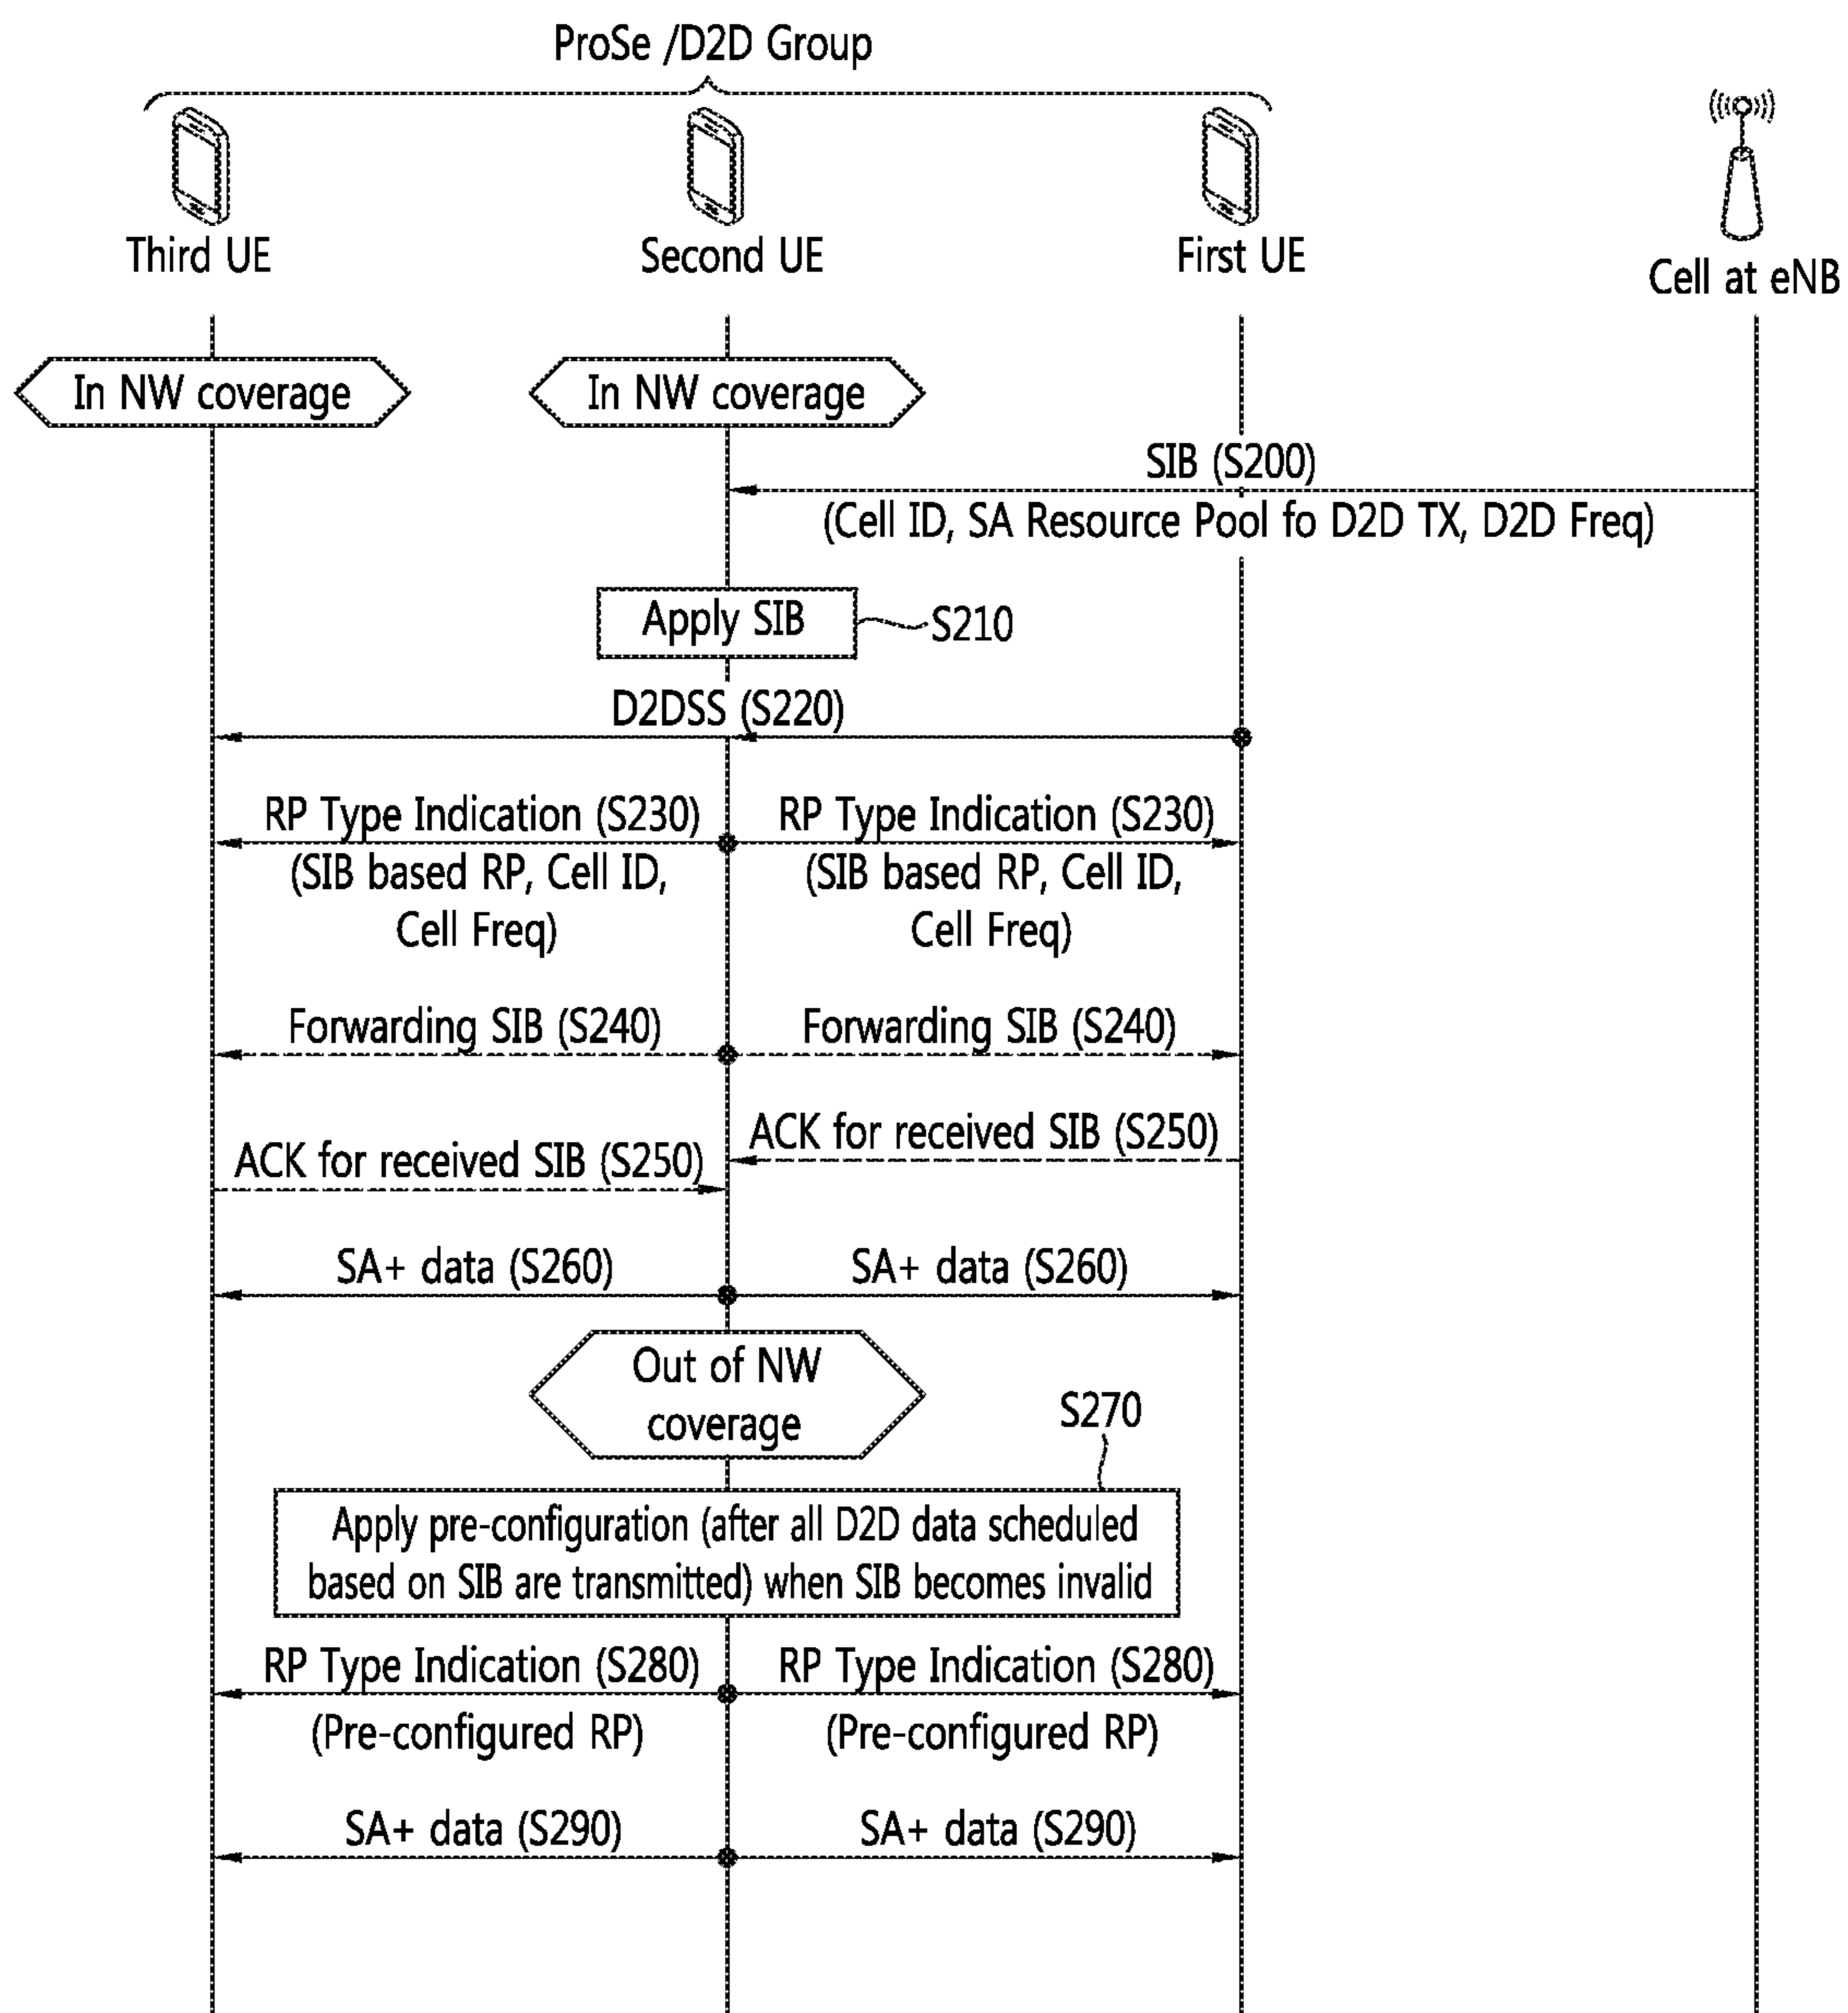 ProSe /D2D Group
Third UE
Second UE
First UE
Cell at eNB
In NW coverage
In NW coverage
SIB (S200)
(Cell ID, SA Resource Pool fo D2D TX, D2D Freq)
Apply SIB
S210
D2DSS (S220)
RP Type Indication (S230)
RP Type Indication (S230)
(SIB based RP, Cell ID,
Cell Freq)
(SIB based RP, Cell ID,
Cell Freq)
Forwarding SIB (S240)
Forwarding SIB (S240)
ACK for received SIB (S250)
ACK for received SIB (S250)
SA+ data (S260)
SA+ data (S260)
Out of NW
coverage
S270
Apply pre-configuration (after all D2D data scheduled
based on SIB are transmitted) when SIB becomes invalid
RP Type Indication (S280)
RP Type Indication (S280)
(Pre-configured RP)
(Pre-configured RP)
SA+ data (S290)
SA+ data (S290)